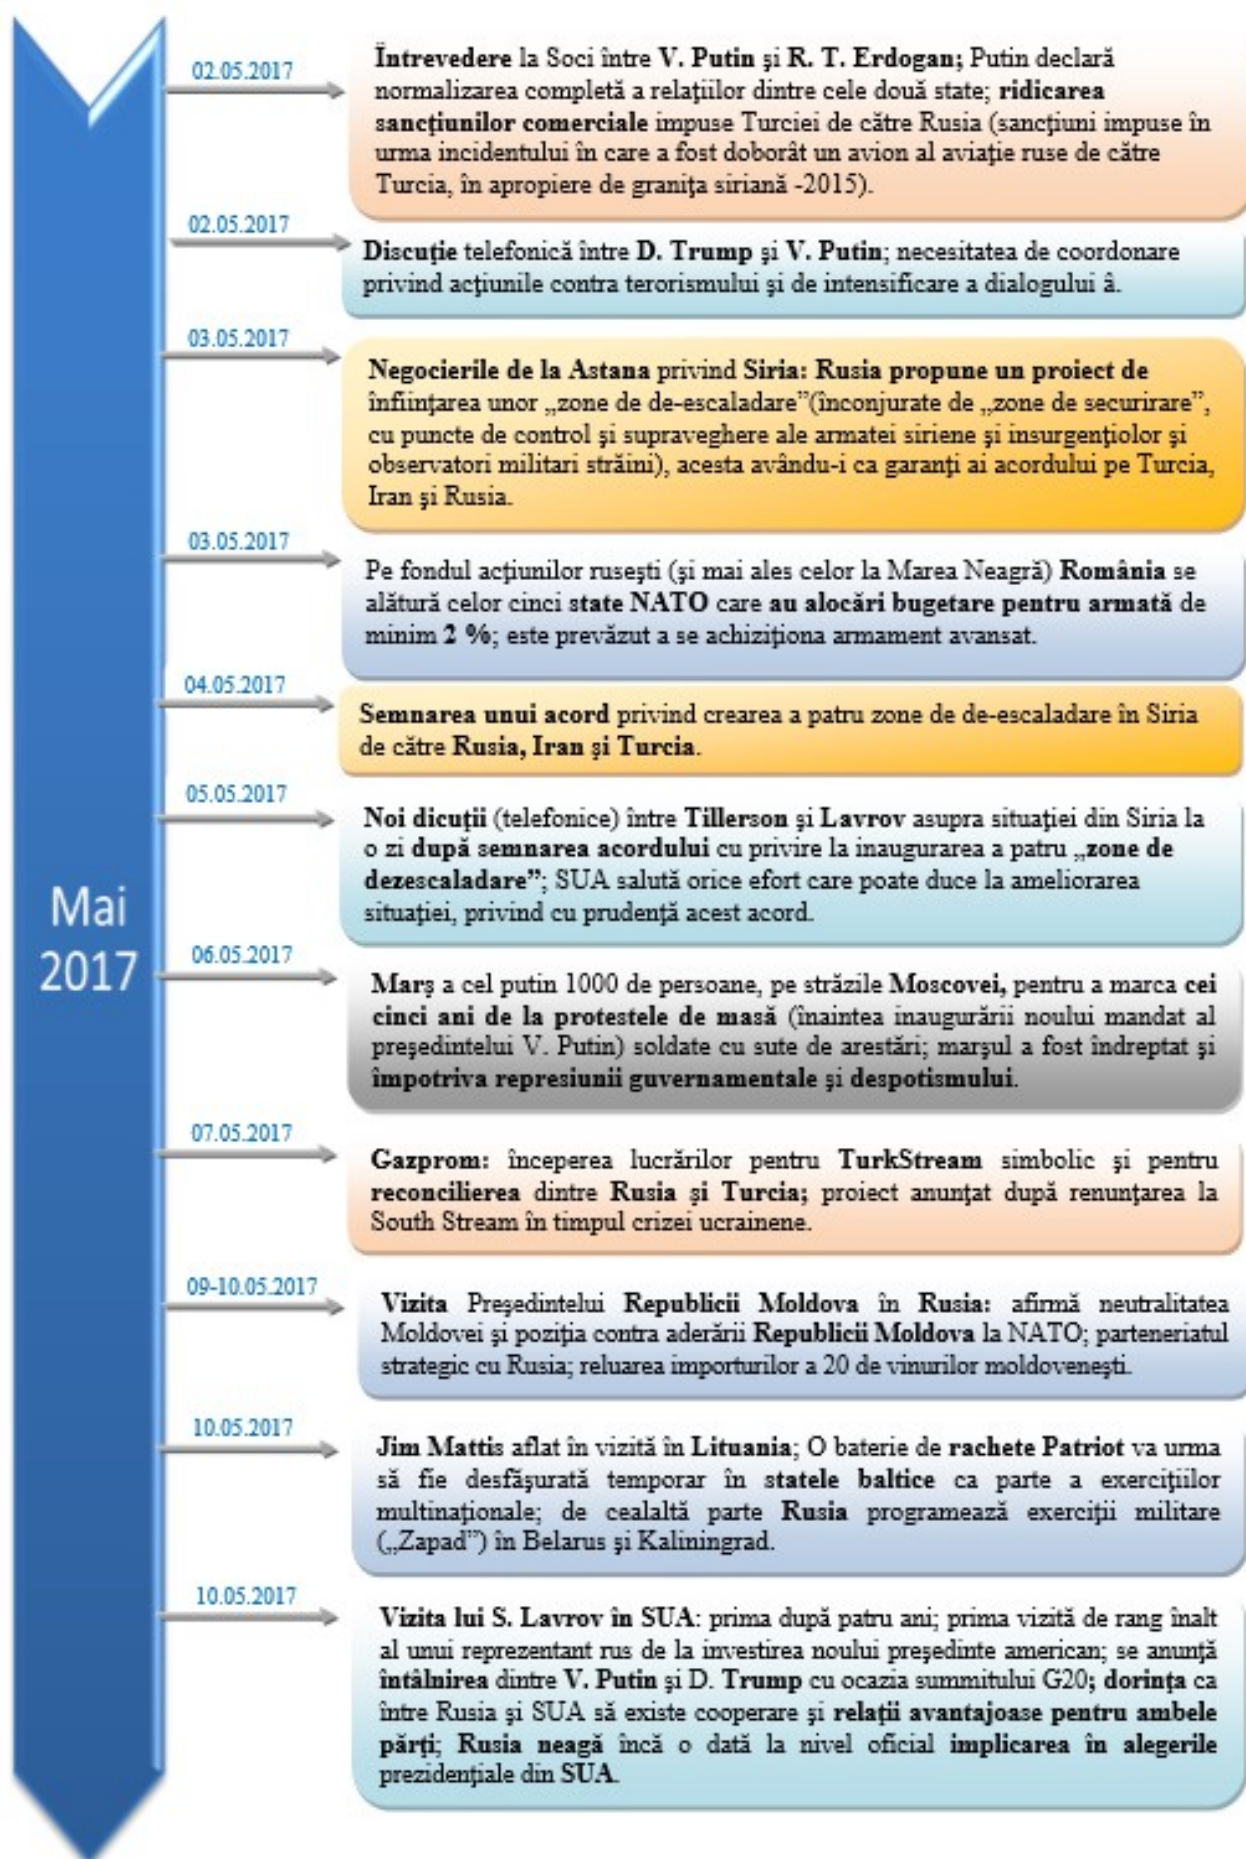 02.05.2017
Întrevedere la Soci între V. Putin şi R. T. Erdogan; Putin declară
normalizarea completă a relaţiilor dintre cele două state; ridicarea
sancţiunilor comerciale impuse Turciei de către Rusia (sancţiuni impuse în
urma incidentului în care a fost doborât un avion al aviaţie ruse de către
Turcia, în apropiere de graniţa siriană -2015).
02.05.2017
Discuţie telefonică între D. Trump şi V. Putin; necesitatea de coordonare
privind acţiunile contra terorismului şi de intensificare a dialogului â.
03.05.2017
Negocierile de la Astana privind Siria: Rusia propune un proiect de
înfiinţarea unor „zone de de-escaladare”(înconjurate de „zone de securirare”,
cu puncte de control şi supraveghere ale armatei siriene şi insurgenţiolor şi
observatori militari străini), acesta avându-i ca garanţi ai acordului pe Turcia,
Iran şi Rusia.
03.05.2017
Pe fondul acţiunilor ruseşti (şi mai ales celor la Marea Neagră) România se
alătură celor cinci state NATO care au alocări bugetare pentru armată de
minim 2 %; este prevăzut a se achiziţiona armament avansat.
04.05.2017
Semnarea unui acord privind crearea a patru zone de de-escaladare în Siria
de către Rusia, Iran şi Turcia.
05.05.2017
Noi dicuţii (telefonice) între Tillerson şi Lavrov asupra situaţiei din Siria la
o zi după semnarea acordului cu privire la inaugurarea a patru „zone de
dezescaladare”; SUA salută orice efort care poate duce la ameliorarea
situaţiei, privind cu prudenţă acest acord.
Mai
2017
06.05.2017
Marş a cel putin 1000 de persoane, pe străzile Moscovei, pentru a marca cei
cinci ani de la protestele de masă (înaintea inaugurării noului mandat al
preşedintelui V. Putin) soldate cu sute de arestări; marşul a fost îndreptat şi
împotriva represiunii guvernamentale şi despotismului.
07.05.2017
Gazprom: începerea lucrărilor pentru TurkStream simbolic şi pentru
reconcilierea dintre Rusia şi Turcia; proiect anunţat după renunţarea la
South Stream în timpul crizei ucrainene.
09-10.05.2017
Vizita Preşedintelui Republicii Moldova în Rusia: afirmă neutralitatea
Moldovei şi poziţia contra aderării Republicii Moldova la NATO; parteneriatul
strategic cu Rusia; reluarea importurilor a 20 de vinurilor moldoveneşti.
10.05.2017
Jim Mattis aflat în vizită în Lituania; O baterie de rachete Patriot va urma
să fie desfăşurată temporar în statele baltice ca parte a exerciţiilor
multinaţionale; de cealaltă parte Rusia programează exerciţii militare
(„Zapad”) în Belarus şi Kaliningrad.
10.05.2017
Vizita lui S. Lavrov în SUA: prima după patru ani; prima vizită de rang înalt
al unui reprezentant rus de la investirea noului preşedinte american; se anunţă
întâlnirea dintre V. Putin şi D. Trump cu ocazia summitului G20; dorinţa ca
între Rusia şi SUA să existe cooperare şi relaţii avantajoase pentru ambele
părţi; Rusia neagă încă o dată la nivel oficial implicarea în alegerile
prezidenţiale din SUA.